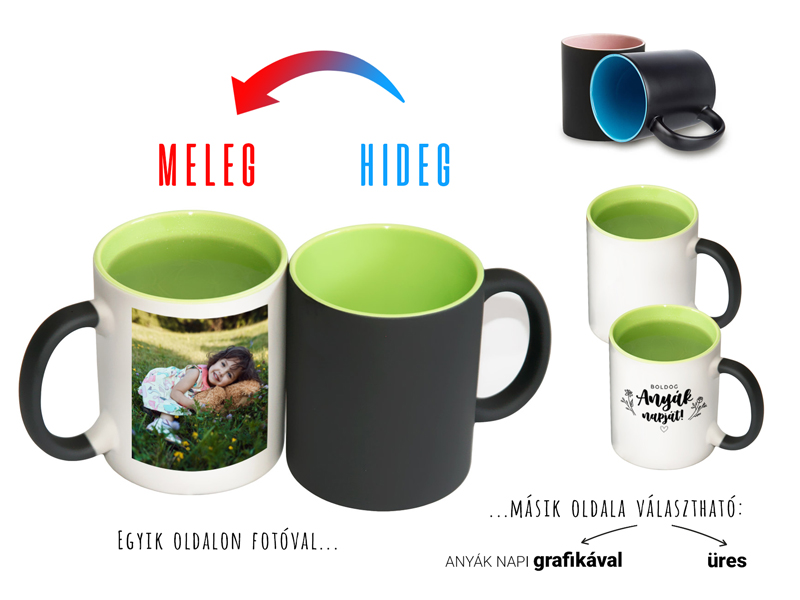 MELEG
HIDEG
BOLDOG
Anyák
napját!
Egyik oldalon fotóval...
...másik oldala választható:
ANYÁK NAPI grafikával
üres